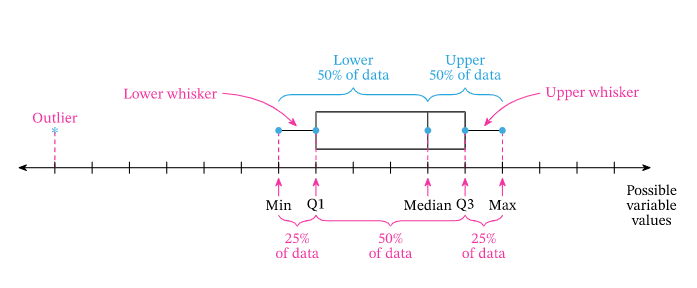 Lower
50% of data
Upper
50% of data
Lower whisker
Upper whisker
Outlier
Min
Q1
Median
Q3
Max
Possible
variable
values
25%
of data
50%
of data
25%
of data